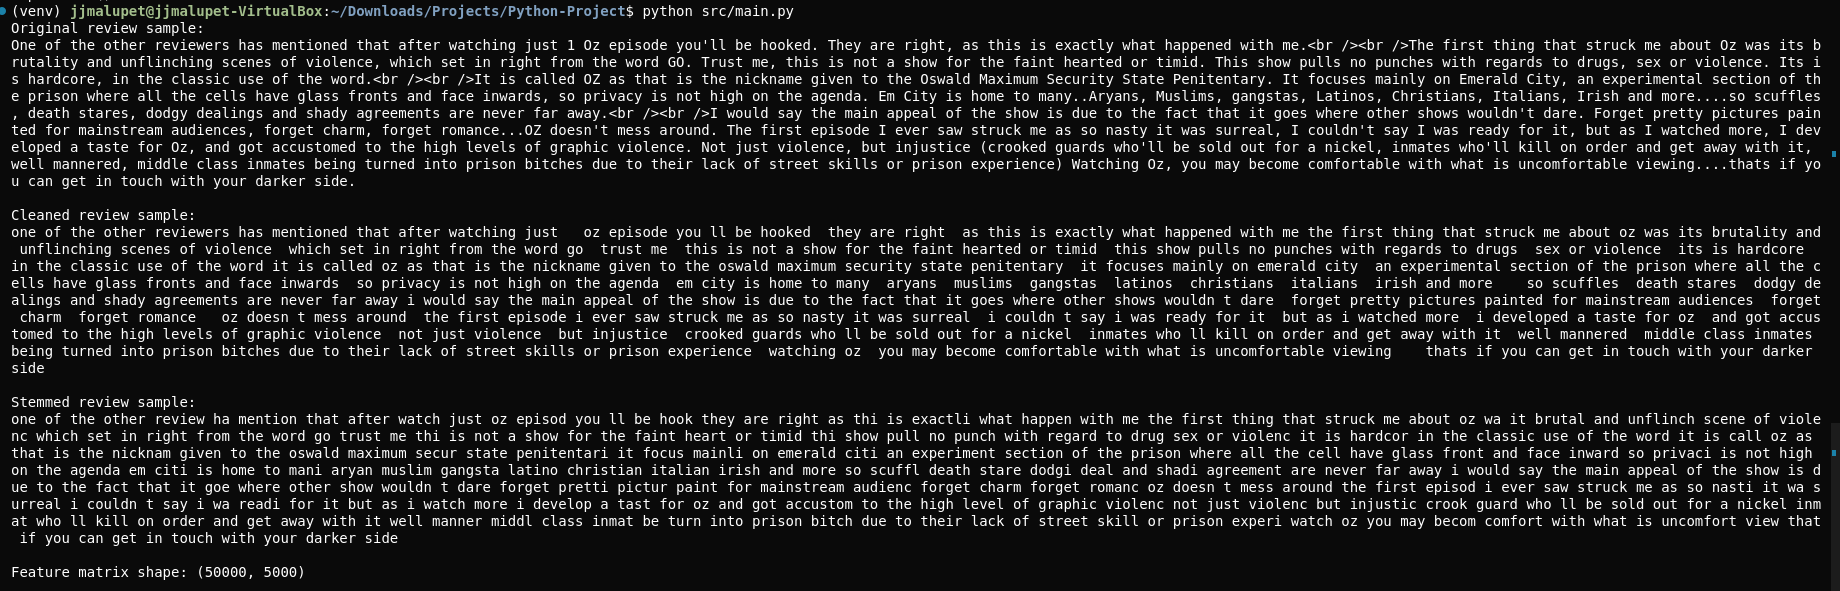 (venv) jjmalupet@jjmalupet-VirtualBox:~/Downloads/Projects/Python-Project$ python src/main.py
Original review sample:
One of the other reviewers has mentioned that after watching just 1 Oz episode you'll be hooked. They are right, as this is exactly what happened with me.<br /><br />The first thing that struck me about Oz was its b
rutality and unflinching scenes of violence, which set in right from the word GO. Trust me, this is not a show for the faint hearted or timid. This show pulls no punches with regards to drugs, sex or violence. Its i
s hardcore, in the classic use of the word.<br /><br />It is called OZ as that is the nickname given to the Oswald Maximum Security State Penitentary. It focuses mainly on Emerald City, an experimental section of th
e prison where all the cells have glass fronts and face inwards, so privacy is not high on the agenda. Em City is home to many..Aryans, Muslims, gangstas, Latinos, Christians, Italians, Irish and more....so scuffles
, death stares, dodgy dealings and shady agreements are never far away.<br /><br />I would say the main appeal of the show is due to the fact that it goes where other shows wouldn't dare. Forget pretty pictures pain
ted for mainstream audiences, forget charm, forget romance...OZ doesn't mess around. The first episode I ever saw struck me as so nasty it was surreal, I couldn't say I was ready for it, but as I watched more, I dev
eloped a taste for Oz, and got accustomed to the high levels of graphic violence. Not just violence, but injustice (crooked guards who'll be sold out for a nickel, inmates who'll kill on order and get away with it,
well mannered, middle class inmates being turned into prison bitches due to their lack of street skills or prison experience) Watching Oz, you may become comfortable with what is uncomfortable viewing....thats if yo
u can get in touch with your darker side.

Cleaned review sample:
one of the other reviewers has mentioned that after watching just   oz episode you ll be hooked  they are right  as this is exactly what happened with me the first thing that struck me about oz was its brutality and
 unflinching scenes of violence  which set in right from the word go  trust me  this is not a show for the faint hearted or timid  this show pulls no punches with regards to drugs  sex or violence  its is hardcore
in the classic use of the word it is called oz as that is the nickname given to the oswald maximum security state penitentary  it focuses mainly on emerald city  an experimental section of the prison where all the c
ells have glass fronts and face inwards  so privacy is not high on the agenda  em city is home to many  aryans  muslims  gangstas  latinos  christians  italians  irish and more    so scuffles  death stares  dodgy de
alings and shady agreements are never far away i would say the main appeal of the show is due to the fact that it goes where other shows wouldn t dare  forget pretty pictures painted for mainstream audiences  forget
 charm  forget romance   oz doesn t mess around  the first episode i ever saw struck me as so nasty it was surreal  i couldn t say i was ready for it  but as i watched more  i developed a taste for oz  and got accus
tomed to the high levels of graphic violence  not just violence  but injustice  crooked guards who ll be sold out for a nickel  inmates who ll kill on order and get away with it  well mannered  middle class inmates
being turned into prison bitches due to their lack of street skills or prison experience  watching oz  you may become comfortable with what is uncomfortable viewing    thats if you can get in touch with your darker
side

Stemmed review sample:
one of the other review ha mention that after watch just oz episod you ll be hook they are right as thi is exactli what happen with me the first thing that struck me about oz wa it brutal and unflinch scene of viole
nc which set in right from the word go trust me thi is not a show for the faint heart or timid thi show pull no punch with regard to drug sex or violenc it is hardcor in the classic use of the word it is call oz as
that is the nicknam given to the oswald maximum secur state penitentari it focus mainli on emerald citi an experiment section of the prison where all the cell have glass front and face inward so privaci is not high
on the agenda em citi is home to mani aryan muslim gangsta latino christian italian irish and more so scuffl death stare dodgi deal and shadi agreement are never far away i would say the main appeal of the show is d
ue to the fact that it goe where other show wouldn t dare forget pretti pictur paint for mainstream audienc forget charm forget romanc oz doesn t mess around the first episod i ever saw struck me as so nasti it wa s
urreal i couldn t say i wa readi for it but as i watch more i develop a tast for oz and got accustom to the high level of graphic violenc not just violenc but injustic crook guard who ll be sold out for a nickel inm
at who ll kill on order and get away with it well manner middl class inmat be turn into prison bitch due to their lack of street skill or prison experi watch oz you may becom comfort with what is uncomfort view that
 if you can get in touch with your darker side

Feature matrix shape: (50000, 5000)